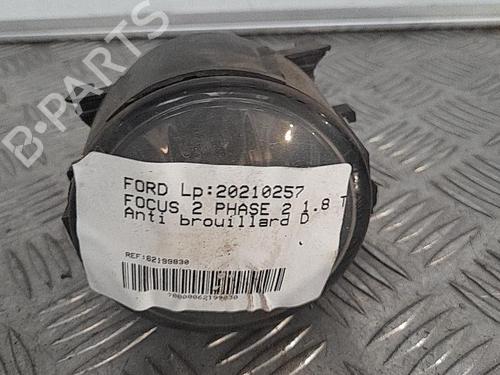 B-PARTS
FORD Lp:20210257
FOCUS 2 PHASE 2 1.8 T
Anti brouillard D
REF:62199830